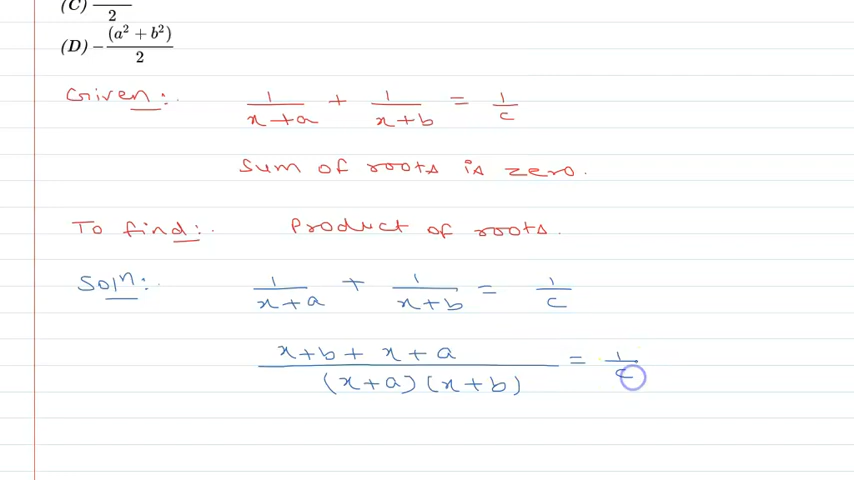 (C) 2
(D) −(a² + b²)/2
Given :. 1/(x+a) + 1/(x+b) = 1/c
Sum of roots is zero.
To find :. Product of roots.
Solⁿ : 1/(x+a) + 1/(x+b) = 1/c
(x+b+x+a)/((x+a)(x+b)) = 1/c